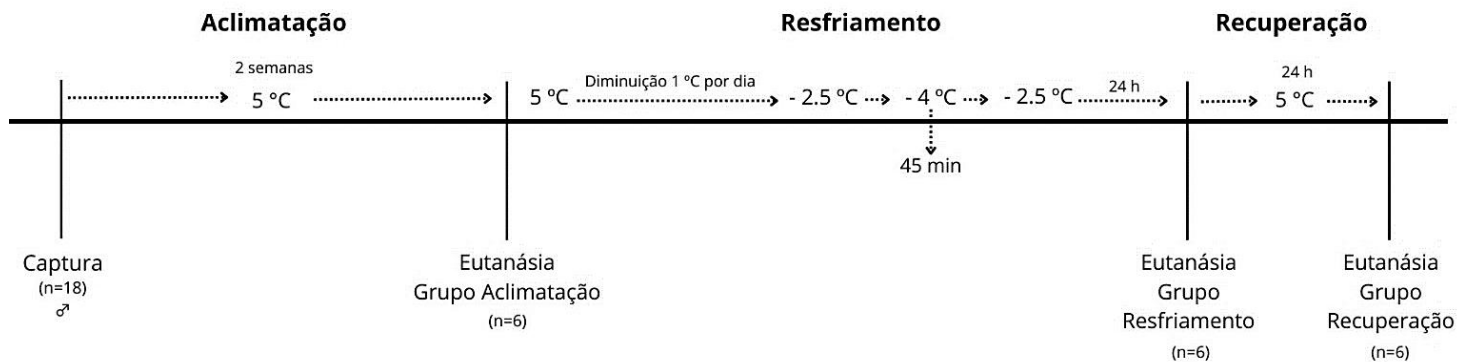 Aclimatação
Resfriamento
Recuperação
2 semanas
5 °C
5 ºC
Diminuição 1 ºC por dia
- 2.5 ºC
- 4 ºC
- 2.5 ºC
24 h
24 h
5 ºC
45 min
Captura
(n=18)
♂
Eutanásia
Grupo Aclimatação
(n=6)
Eutanásia
Grupo
Resfriamento
(n=6)
Eutanásia
Grupo
Recuperação
(n=6)